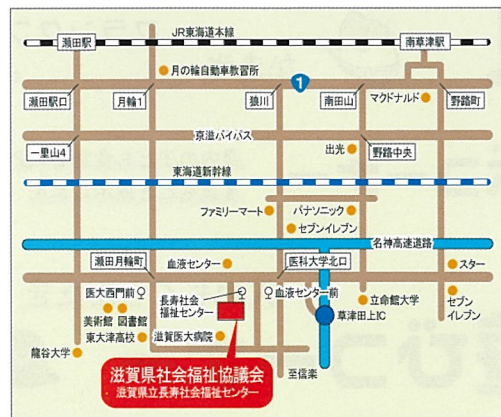 JR東海道本線
瀬田駅
南草津駅
月の輪自動車教習所
1
瀬田駅口
月輪1
狼川
南田山
マクドナルド
野路町
京滋バイパス
一里山4
出光
野路中央
東海道新幹線
ファミリーマート
パナソニック
セブンイレブン
名神高速道路
瀬田月輪町
血液センター
医科大学北口
スター
医大西門前
長寿社会
福祉センター
血液センター前
立命館大学
セブン
イレブン
美術館
図書館
草津田上IC
東大津高校
滋賀医大病院
龍谷大学
至信楽
滋賀県社会福祉協議会
滋賀県立長寿社会福祉センター